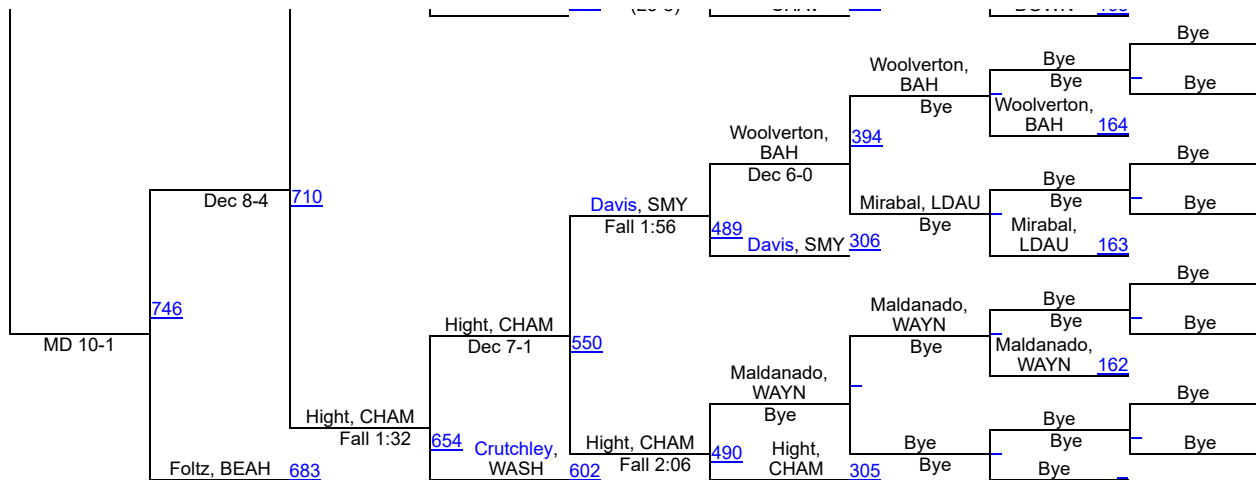 Bye
Woolverton,
BAH
Bye
Bye
Bye
Bye
Woolverton,
BAH
164
Woolverton,
BAH
394
Dec 6-0
Bye
Dec 8-4
710
Davis, SMY
Mirabal, LDAU
Bye
Bye
Bye
Fall 1:56
489
Bye
Mirabal,
LDAU
163
Davis, SMY
306
Bye
746
Maldanado,
WAYN
Bye
Bye
Bye
Hight, CHAM
MD 10-1
Dec 7-1
550
Bye
Maldanado,
WAYN
162
Maldanado,
WAYN
Bye
Hight, CHAM
Bye
Bye
Fall 1:32
654
Crutchley,
WASH
602
Hight, CHAM
490
Hight,
CHAM
305
Bye
Bye
Bye
Foltz, BEAH
683
Fall 2:06
Bye
Bye